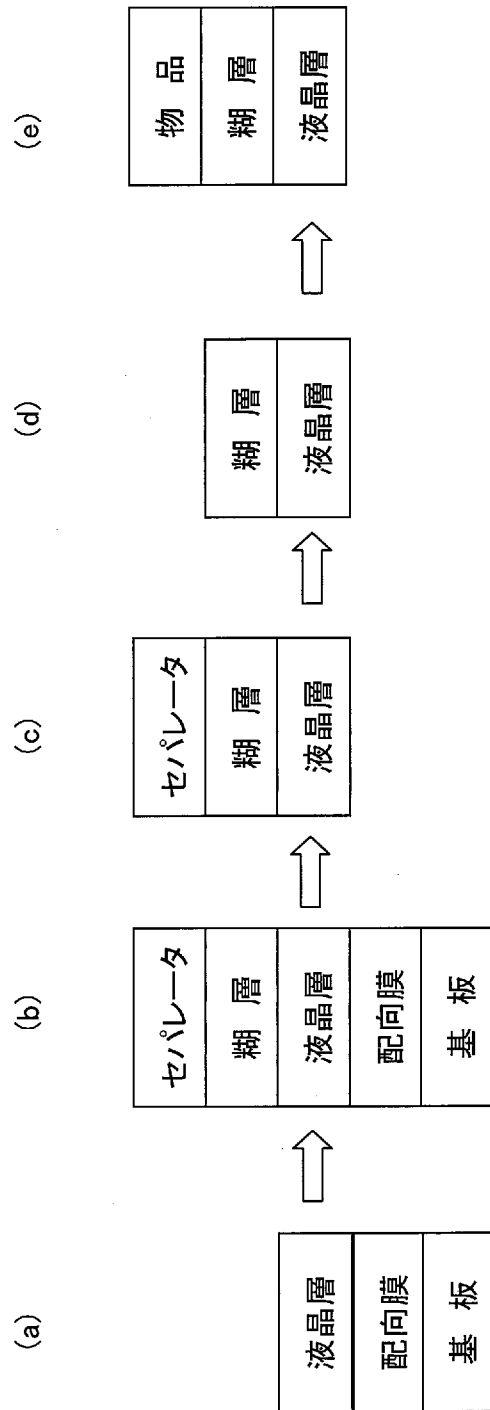 (a)
液晶層
配向膜
基 板
(b)
セパレータ
糊 層
液晶層
配向膜
基 板
(c)
セパレータ
糊 層
液晶層
(d)
糊 層
液晶層
(e)
物 品
糊 層
液晶層